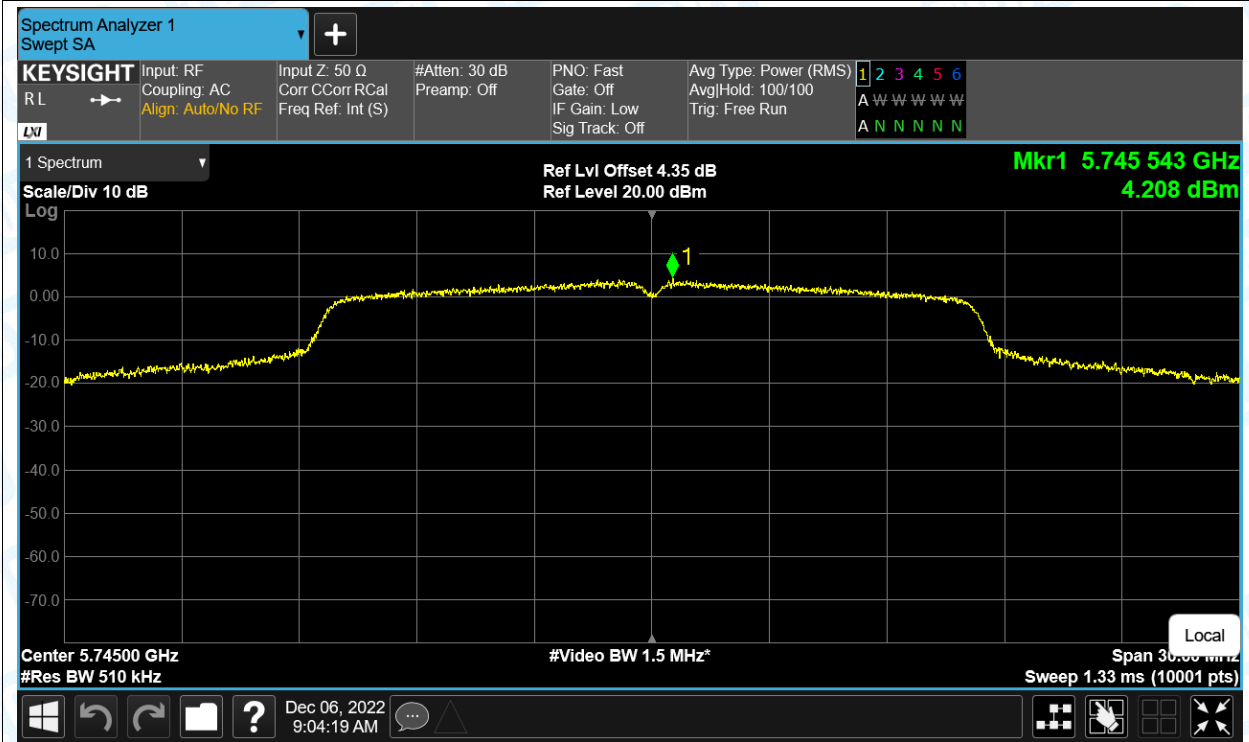 Spectrum Analyzer 1
Swept SA
+
KEYSIGHT
R L
LXI
Input: RF
Coupling: AC
Align: Auto/No RF
Input Z: 50 Ω
Corr CCorr RCal
Freq Ref: Int (S)
#Atten: 30 dB
Preamp: Off
PNO: Fast
Gate: Off
IF Gain: Low
Sig Track: Off
Avg Type: Power (RMS)
Avg|Hold: 100/100
Trig: Free Run
1 2 3 4 5 6
A W W W W W
A N N N N N
1 Spectrum
Scale/Div 10 dB
Log
Ref Lvl Offset 4.35 dB
Ref Level 20.00 dBm
Mkr1 5.745 543 GHz
4.208 dBm
1
10.0
0.00
-10.0
-20.0
-30.0
-40.0
-50.0
-60.0
-70.0
Local
Center 5.74500 GHz
#Res BW 510 kHz
#Video BW 1.5 MHz*
Span 30.00 MHz
Sweep 1.33 ms (10001 pts)
?
Dec 06, 2022
9:04:19 AM